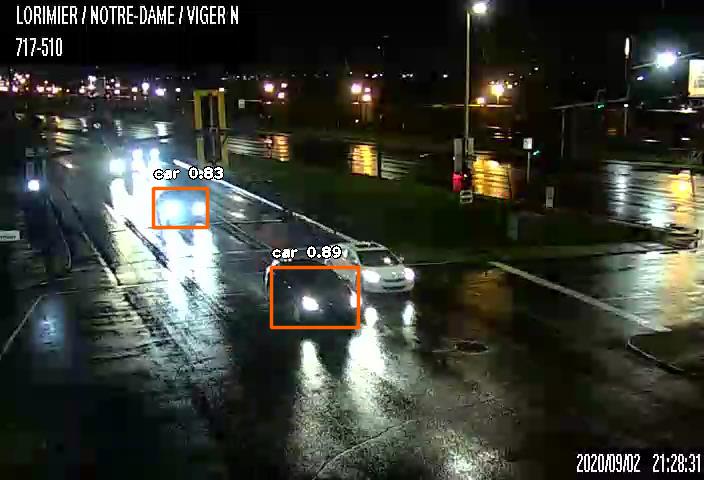 LORIMIER / NOTRE-DAME / VIGER N
717-510
car 0.83
car 0.89
2020/09/02 21:28:31